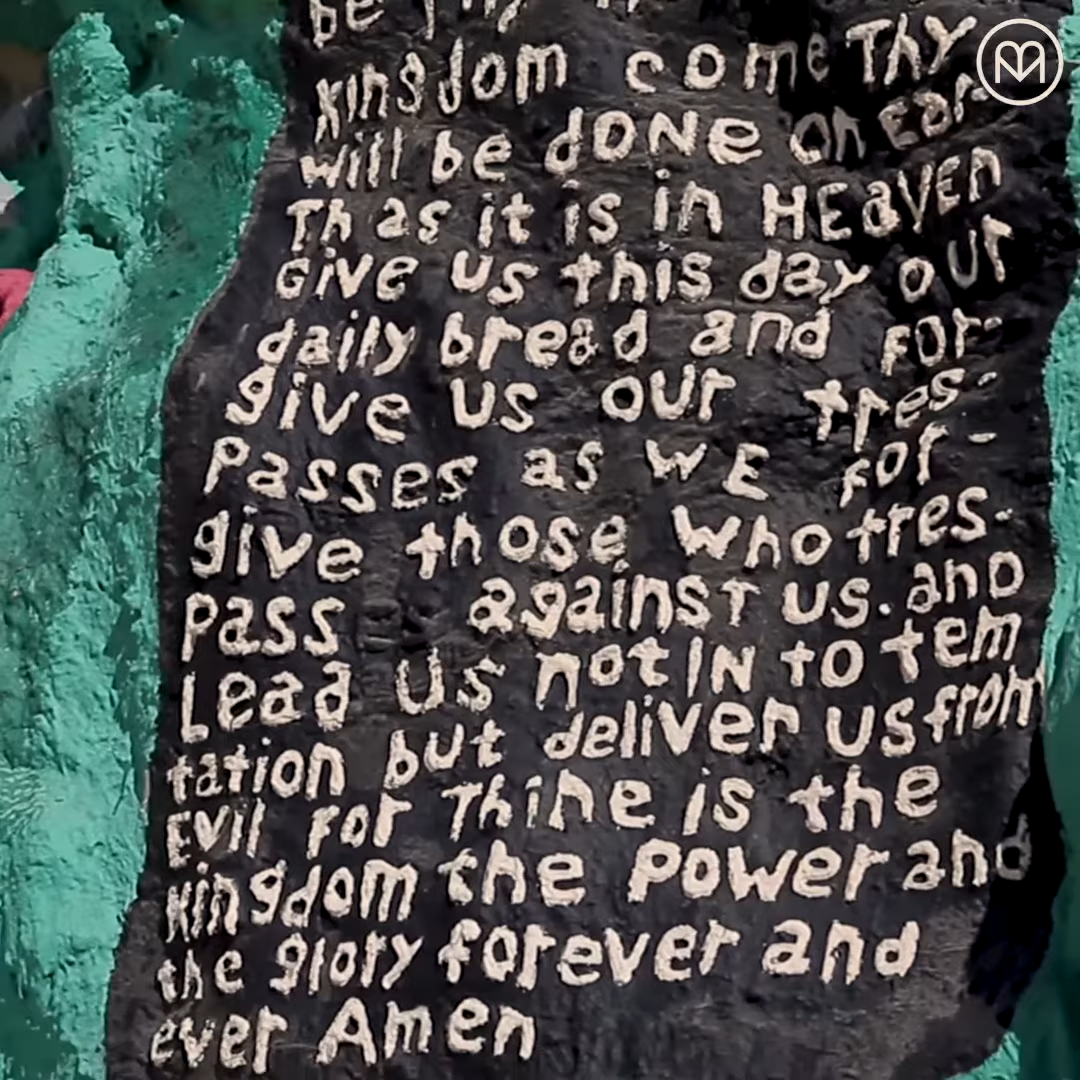 be
Kingdom come Thy
will be dONe on Ear-
Th as it is in HEaVEN
Give us this day our
daily bread and For-
give us our tres-
Passes as WE For-
give those who tres-
Pass against us. and
Lead us not IN to tem
tation but deliver us from
EVil For Thine is the
Kingdom the Power and
the glory forever and
ever Amen